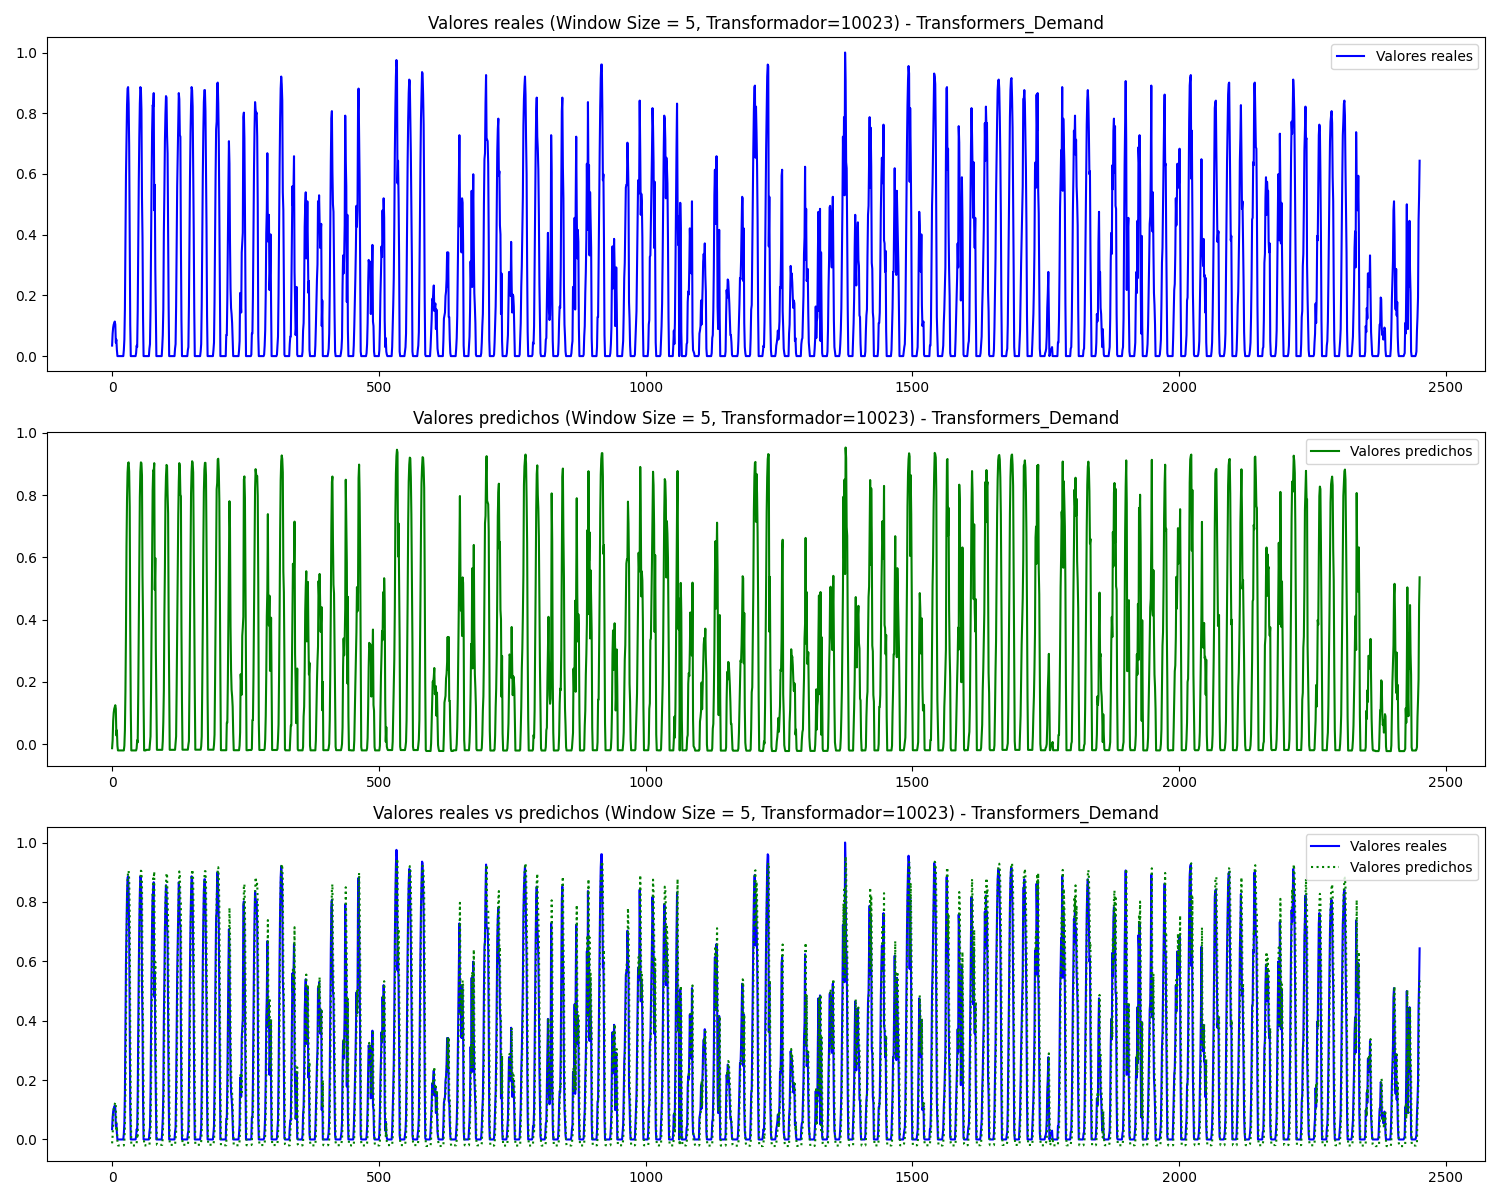 Valores reales (Window Size = 5, Transformador=10023) - Transformers_Demand
Valores reales
1.0
0.8
0.6
0.4
0.2
0.0
0 500 1000 1500 2000 2500
Valores predichos (Window Size = 5, Transformador=10023) - Transformers_Demand
Valores predichos
1.0
0.8
0.6
0.4
0.2
0.0
0 500 1000 1500 2000 2500
Valores reales vs predichos (Window Size = 5, Transformador=10023) - Transformers_Demand
Valores reales
Valores predichos
1.0
0.8
0.6
0.4
0.2
0.0
0 500 1000 1500 2000 2500